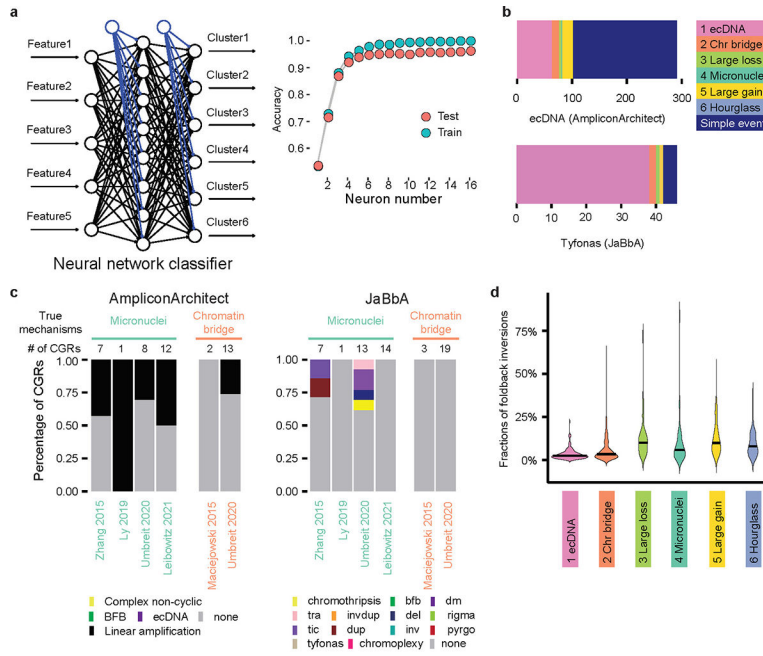 a
Feature1
Feature2
Feature3
Feature4
Feature5
Cluster1
Cluster2
Cluster3
Cluster4
Cluster5
Cluster6
Neural network classifier
Accuracy
1.0
0.9
0.8
0.7
0.6
Test
Train
2 4 6 8 10 12 14 16
Neuron number
b
0 100 200 300
ecDNA (AmpliconArchitect)
0 10 20 30 40
Tyfonas (JaBbA)
1 ecDNA
2 Chr bridge
3 Large loss
4 Micronuclei
5 Large gain
6 Hourglass
Simple event
c
AmpliconArchitect
JaBbA
True mechanisms
Micronuclei
Chromatin bridge
Micronuclei
Chromatin bridge
# of CGRs
7 1 8 12 2 13
7 1 13 14 3 19
Percentage of CGRs
1.00
0.75
0.50
0.25
0.00
Zhang 2015
Ly 2019
Umbreit 2020
Leibowitz 2021
Maciejowski 2015
Umbreit 2020
1.00
0.75
0.50
0.25
0.00
Zhang 2015
Ly 2019
Umbreit 2020
Leibowitz 2021
Maciejowski 2015
Umbreit 2020
Complex non-cyclic
BFB ecDNA none
Linear amplification
chromothripsis bfb dm
tra invdup del rigma
tic dup inv pyrgo
tyfonas chromoplexy none
d
Fractions of foldback inversions
75%
50%
25%
0%
1 ecDNA
2 Chr bridge
3 Large loss
4 Micronuclei
5 Large gain
6 Hourglass